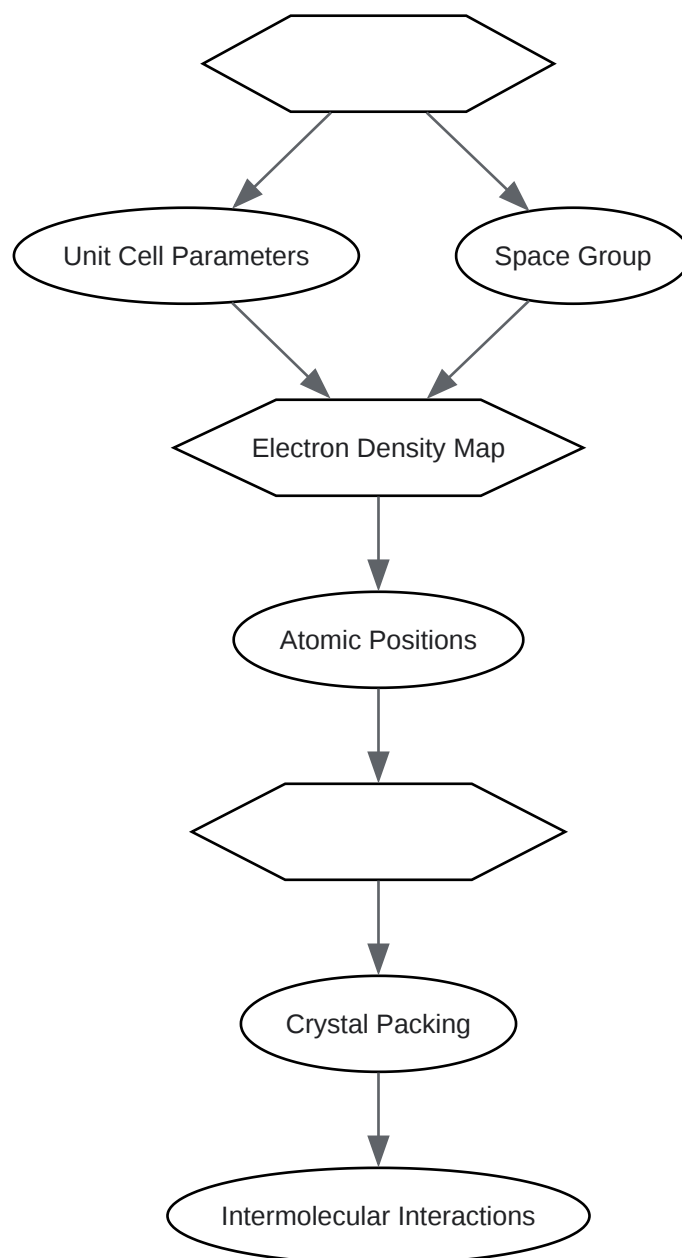 Unit Cell Parameters
Space Group
Electron Density Map
Atomic Positions
Crystal Packing
Intermolecular Interactions